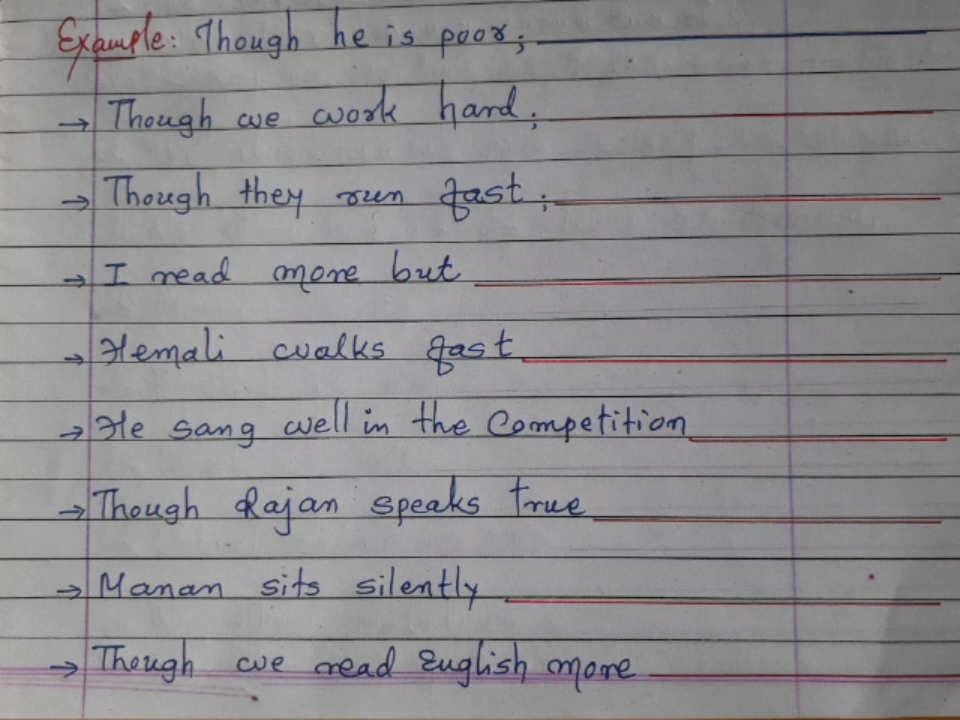 Example: Though he is poor;
→ Though we work hard;
→ Though they run fast;
→ I read more but
→ Hemali walks fast
→ He sang well in the Competition
→ Though Rajan speaks true
→ Manan sits silently
→ Though we read English more